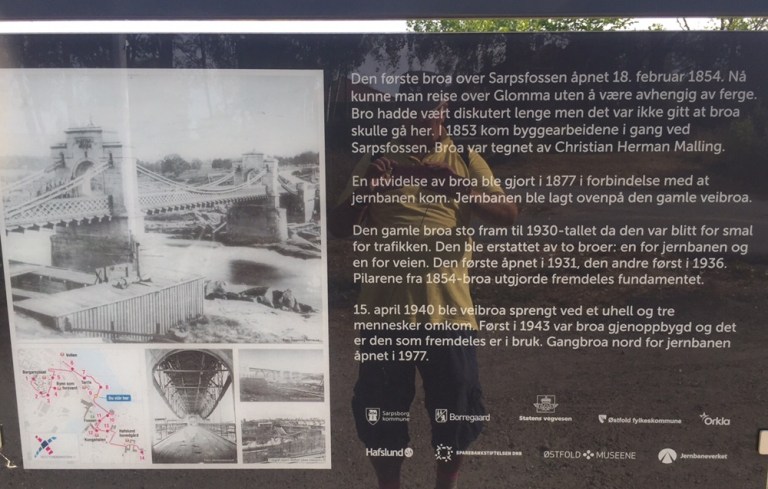 Den første broa over Sarpsfossen åpnet 18. februar 1854. Nå
kunne man reise over Glomma uten å være avhengig av ferge.
Bro hadde vært diskutert lenge men det var ikke gitt at broa
skulle gå her. I 1853 kom byggearbeidene i gang ved
Sarpsfossen. Broa var tegnet av Christian Herman Malling.
En utvidelse av broa ble gjort i 1877 i forbindelse med at
jernbanen kom. Jernbanen ble lagt ovenpå den gamle veibroa.
Den gamle broa sto fram til 1930-tallet da den var blitt for smal
for trafikken. Den ble erstattet av to broer: en for jernbanen og
en for veien. Den første åpnet i 1931, den andre først i 1936.
Pilarene fra 1854-broa utgjorde fremdeles fundamentet.
15. april 1940 ble veibroa sprengt ved et uhell og tre
mennesker omkom. Først i 1943 var broa gjenoppbygd og det
er den som fremdeles er i bruk. Gangbroa nord for jernbanen
åpnet i 1977.
Sarpsborg
kommune
Borregaard
Statens vegvesen
Østfold fylkeskommune
Orkla
Hafslund
SPAREBANKSTIFTELSEN DNB
ØSTFOLD MUSEENE
Jernbaneverket